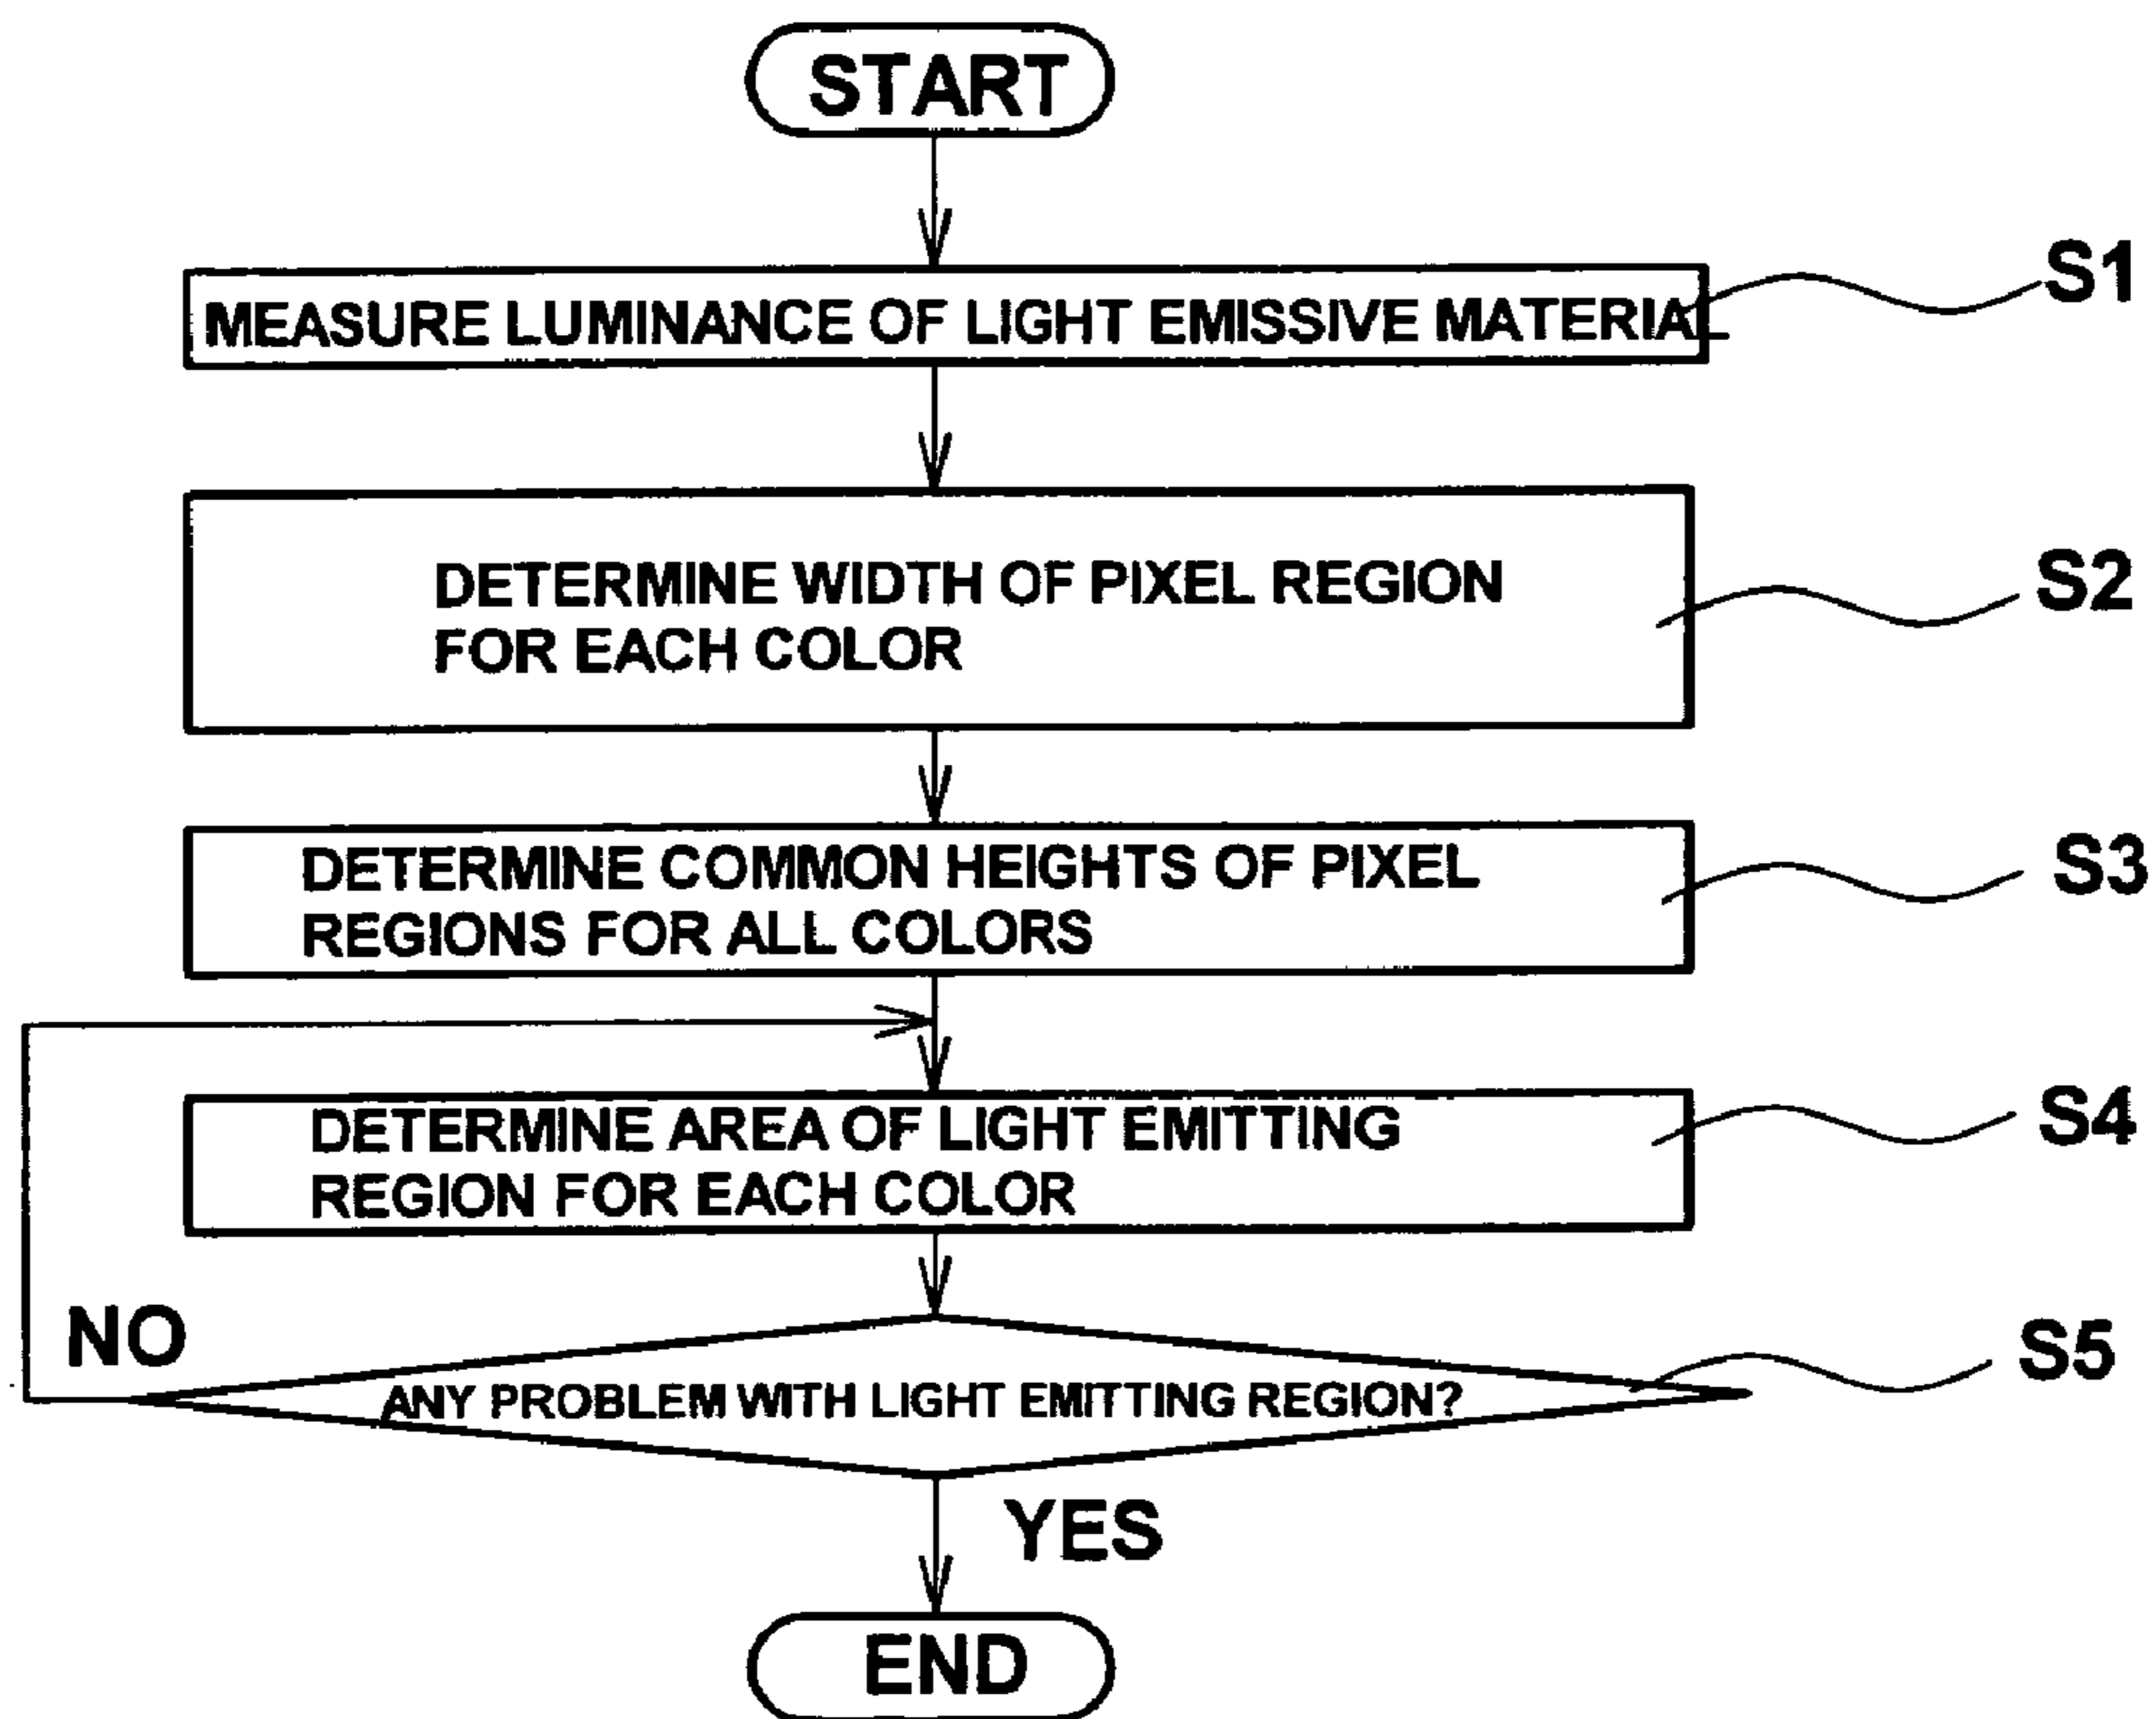 START
MEASURE LUMINANCE OF LIGHT EMISSIVE MATERIAL
S1
DETERMINE WIDTH OF PIXEL REGION
FOR EACH COLOR
S2
DETERMINE COMMON HEIGHTS OF PIXEL
REGIONS FOR ALL COLORS
S3
DETERMINE AREA OF LIGHT EMITTING
REGION FOR EACH COLOR
S4
NO
ANY PROBLEM WITH LIGHT EMITTING REGION?
S5
YES
END